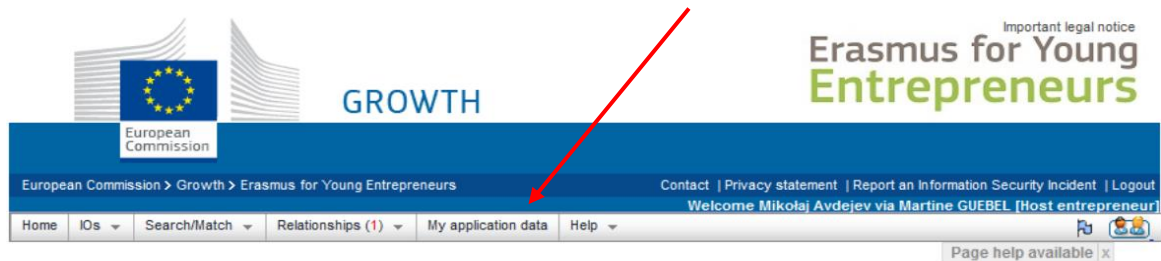 Important legal notice
Erasmus for Young
Entrepreneurs
GROWTH
European
Commission
European Commission > Growth > Erasmus for Young Entrepreneurs
Contact | Privacy statement | Report an Information Security Incident | Logout
Welcome Mikołaj Avdejev via Martine GUEBEL [Host entrepreneur]
Home IOs Search/Match Relationships (1) My application data Help
Page help available x